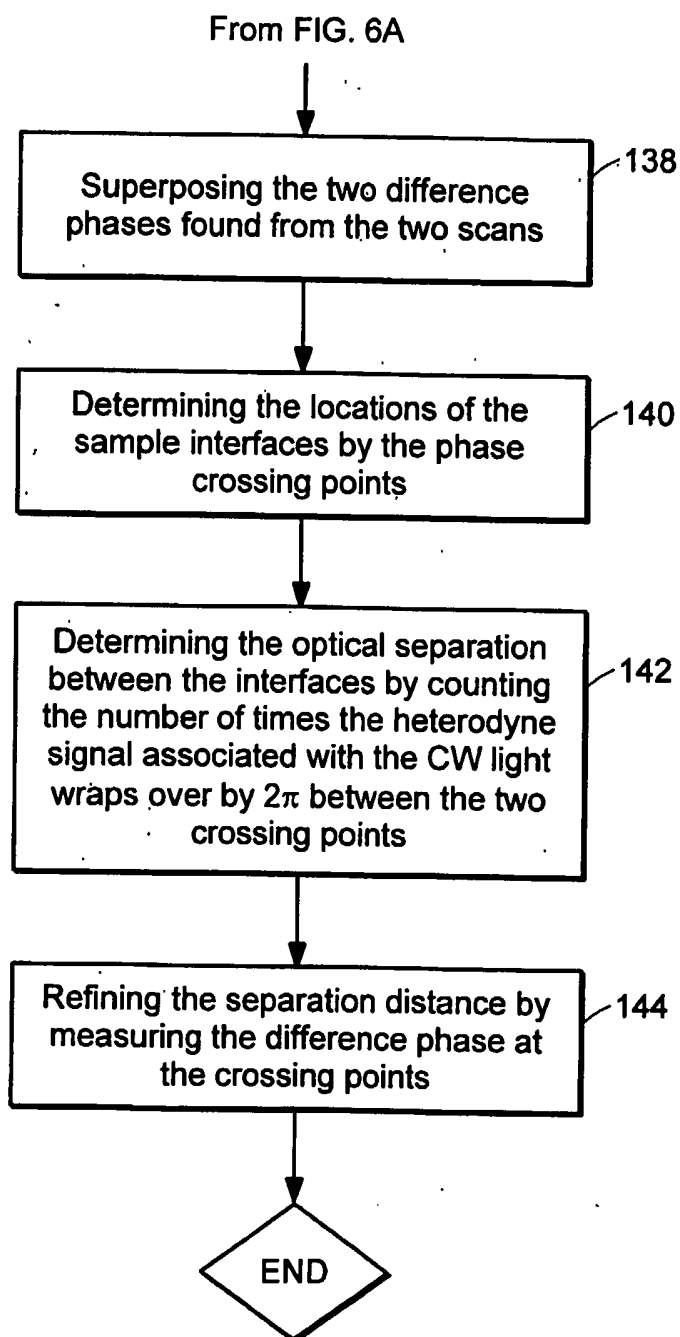 From FIG. 6A
Superposing the two difference
phases found from the two scans
138
Determining the locations of the
sample interfaces by the phase
crossing points
140
Determining the optical separation
between the interfaces by counting
the number of times the heterodyne
signal associated with the CW light
wraps over by 2π between the two
crossing points
142
Refining the separation distance by
measuring the difference phase at
the crossing points
144
END